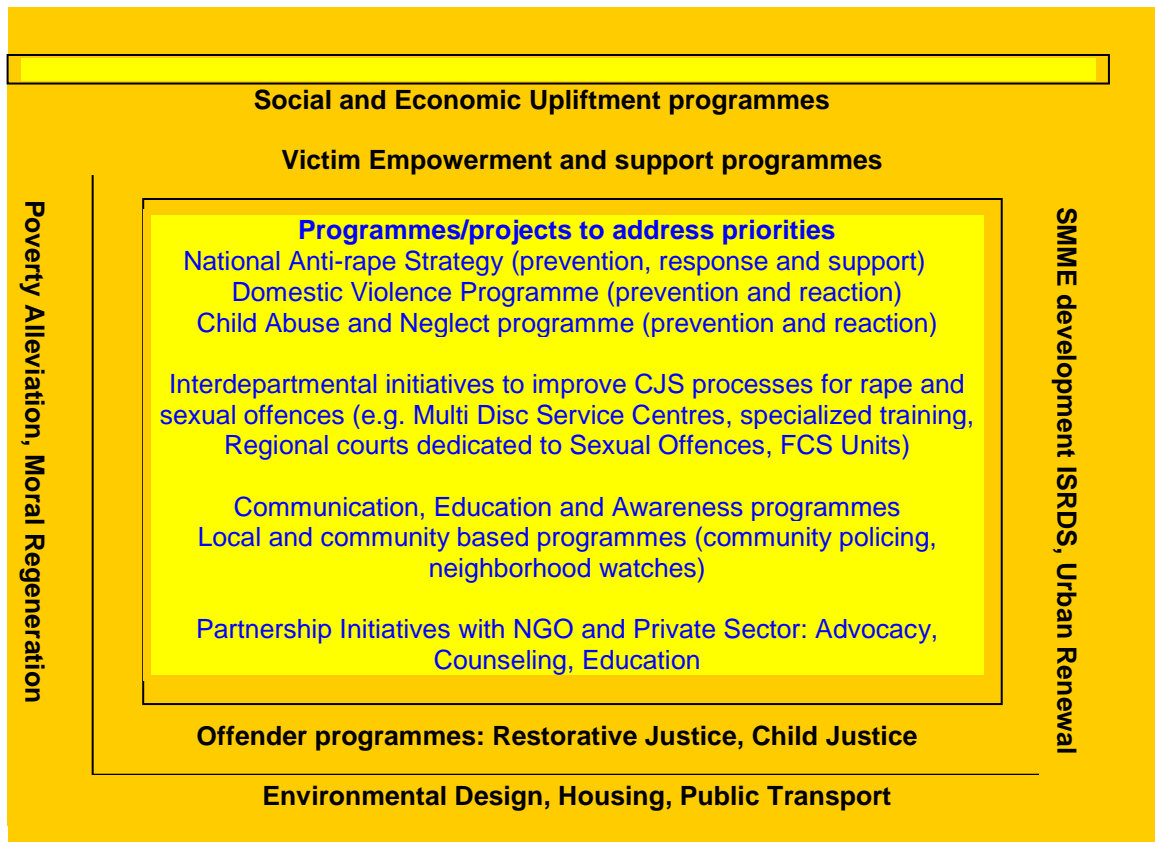 Social and Economic Upliftment programmes
Victim Empowerment and support programmes
Poverty Alleviation, Moral Regeneration
Programmes/projects to address priorities
National Anti-rape Strategy (prevention, response and support)
Domestic Violence Programme (prevention and reaction)
Child Abuse and Neglect programme (prevention and reaction)
Interdepartmental initiatives to improve CJS processes for rape and
sexual offences (e.g. Multi Disc Service Centres, specialized training,
Regional courts dedicated to Sexual Offences, FCS Units)
Communication, Education and Awareness programmes
Local and community based programmes (community policing,
neighborhood watches)
Partnership Initiatives with NGO and Private Sector: Advocacy,
Counseling, Education
SMME development ISRDS, Urban Renewal
Offender programmes: Restorative Justice, Child Justice
Environmental Design, Housing, Public Transport